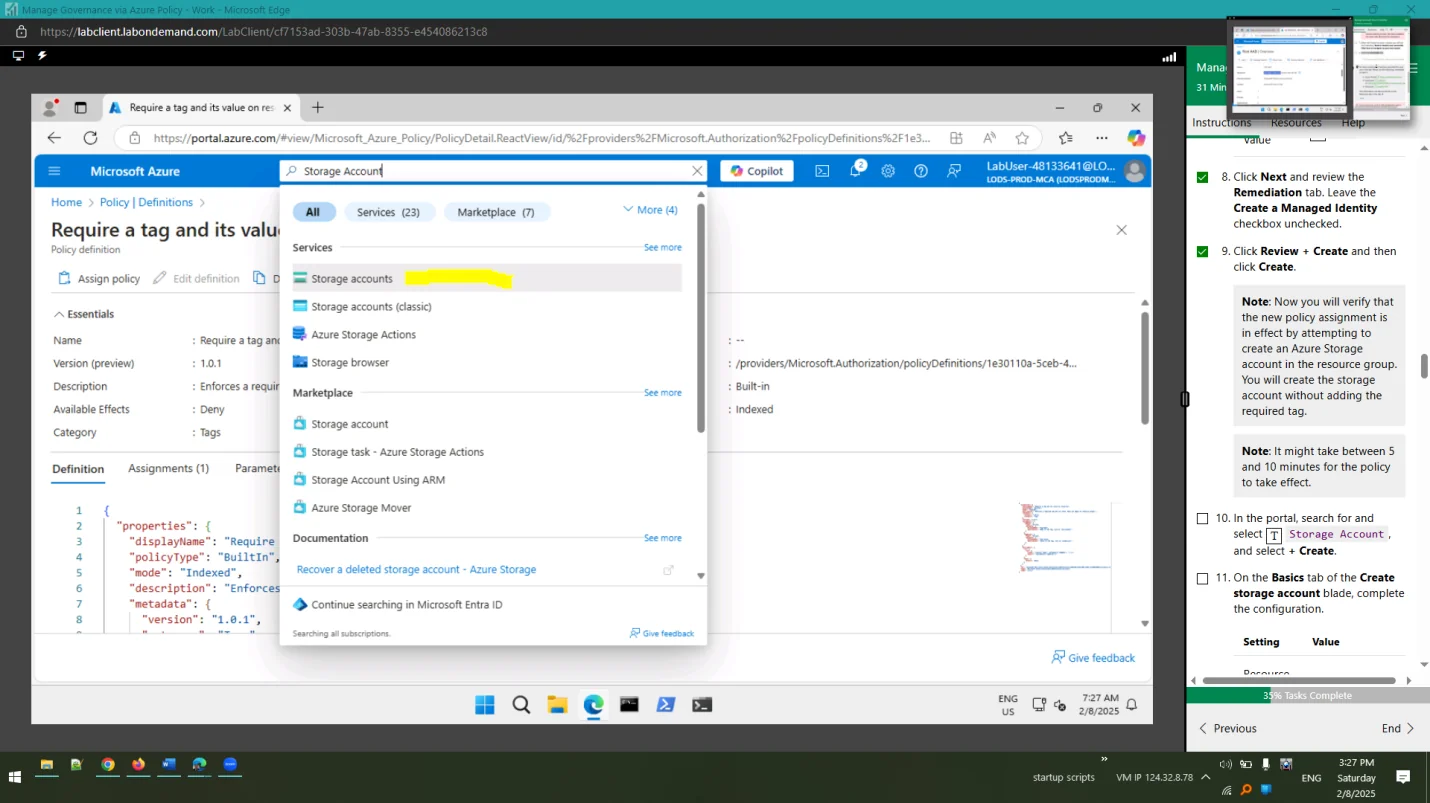 Manage Governance via Azure Policy - Work - Microsoft Edge
https://labclient.labondemand.com/LabClient/cf7153ad-303b-47ab-8355-e454086213c8
Require a tag and its value on res
https://portal.azure.com/#view/Microsoft_Azure_Policy/PolicyDetail.ReactView/id/%2Fproviders%2FMicrosoft.Authorization%2FpolicyDefinitions%2F1e3...
Microsoft Azure
Storage Account
Copilot
2
LabUser-48133641@LO...
LODS-PROD-MCA (LODSPRODM...
Home > Policy | Definitions >
Require a tag and its valu
Policy definition
Assign policy
Edit definition
D
Essentials
Name : Require a tag an
Version (preview) : 1.0.1
Description : Enforces a requir
Available Effects : Deny
Category : Tags
: --
: /providers/Microsoft.Authorization/policyDefinitions/1e30110a-5ceb-4...
: Built-in
: Indexed
Definition
Assignments (1)
Paramete
1 {
2 "properties": {
3 "displayName": "Require
4 "policyType": "BuiltIn",
5 "mode": "Indexed",
6 "description": "Enforces
7 "metadata": {
8 "version": "1.0.1",
All
Services (23)
Marketplace (7)
More (4)
Services
See more
Storage accounts
Storage accounts (classic)
Azure Storage Actions
Storage browser
Marketplace
See more
Storage account
Storage task - Azure Storage Actions
Storage Account Using ARM
Azure Storage Mover
Documentation
See more
Recover a deleted storage account - Azure Storage
Continue searching in Microsoft Entra ID
Searching all subscriptions.
Give feedback
Give feedback
ENG
US
7:27 AM
2/8/2025
Mana
31 Min
Instructions
Resources
Help
Value
8. Click Next and review the
Remediation tab. Leave the
Create a Managed Identity
checkbox unchecked.
9. Click Review + Create and then
click Create.
Note: Now you will verify that
the new policy assignment is
in effect by attempting to
create an Azure Storage
account in the resource group.
You will create the storage
account without adding the
required tag.
Note: It might take between 5
and 10 minutes for the policy
to take effect.
10. In the portal, search for and
select T Storage Account ,
and select + Create.
11. On the Basics tab of the Create
storage account blade, complete
the configuration.
Setting Value
Resource
35% Tasks Complete
Previous
End
startup scripts
VM IP 124.32.8.78
ENG
3:27 PM
Saturday
2/8/2025